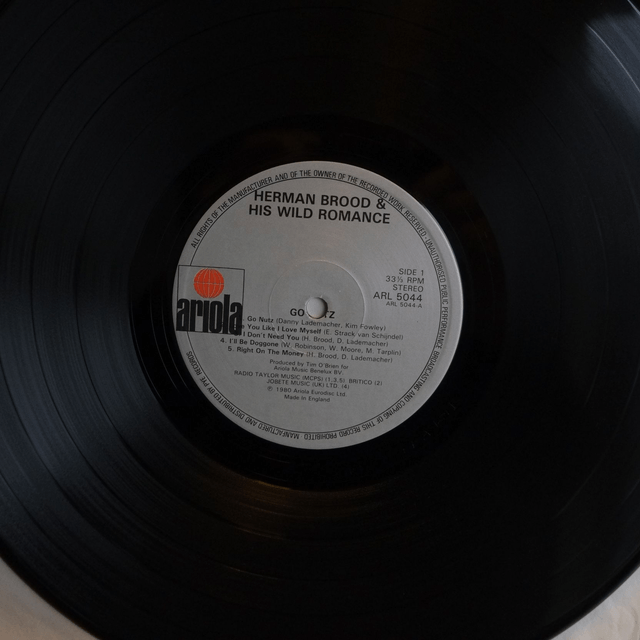 HERMAN BROOD &
HIS WILD ROMANCE
SIDE 1
33⅓ RPM
STEREO
ARL 5044
ARL 5044-A
ariola
GO TZ
Go Nutz (Danny Lademacher, Kim Fowley)
You Like I Love Myself (E. Strack van Schijndel)
I Don't Need You (H. Brood, D. Lademacher)
4. I'll Be Doggone (W. Robinson, W. Moore, M. Tarplin)
5. Right On The Money (H. Brood, D. Lademacher)
Produced by Tim O'Brien for
Ariola Music Benelux BV.
RADIO TAYLOR MUSIC (MCPS) (1,3,5) BRITICO (2)
JOBETE MUSIC (UK) LTD. (4)
℗ 1980 Ariola Eurodisc Ltd.
Made in England
ALL RIGHTS OF THE MANUFACTURER AND OF THE OWNER OF THE RECORDED WORK RESERVED. UNAUTHORISED PUBLIC PERFORMANCE, BROADCASTING AND COPYING OF THIS RECORD PROHIBITED. MANUFACTURED AND DISTRIBUTED BY PYE RECORDS